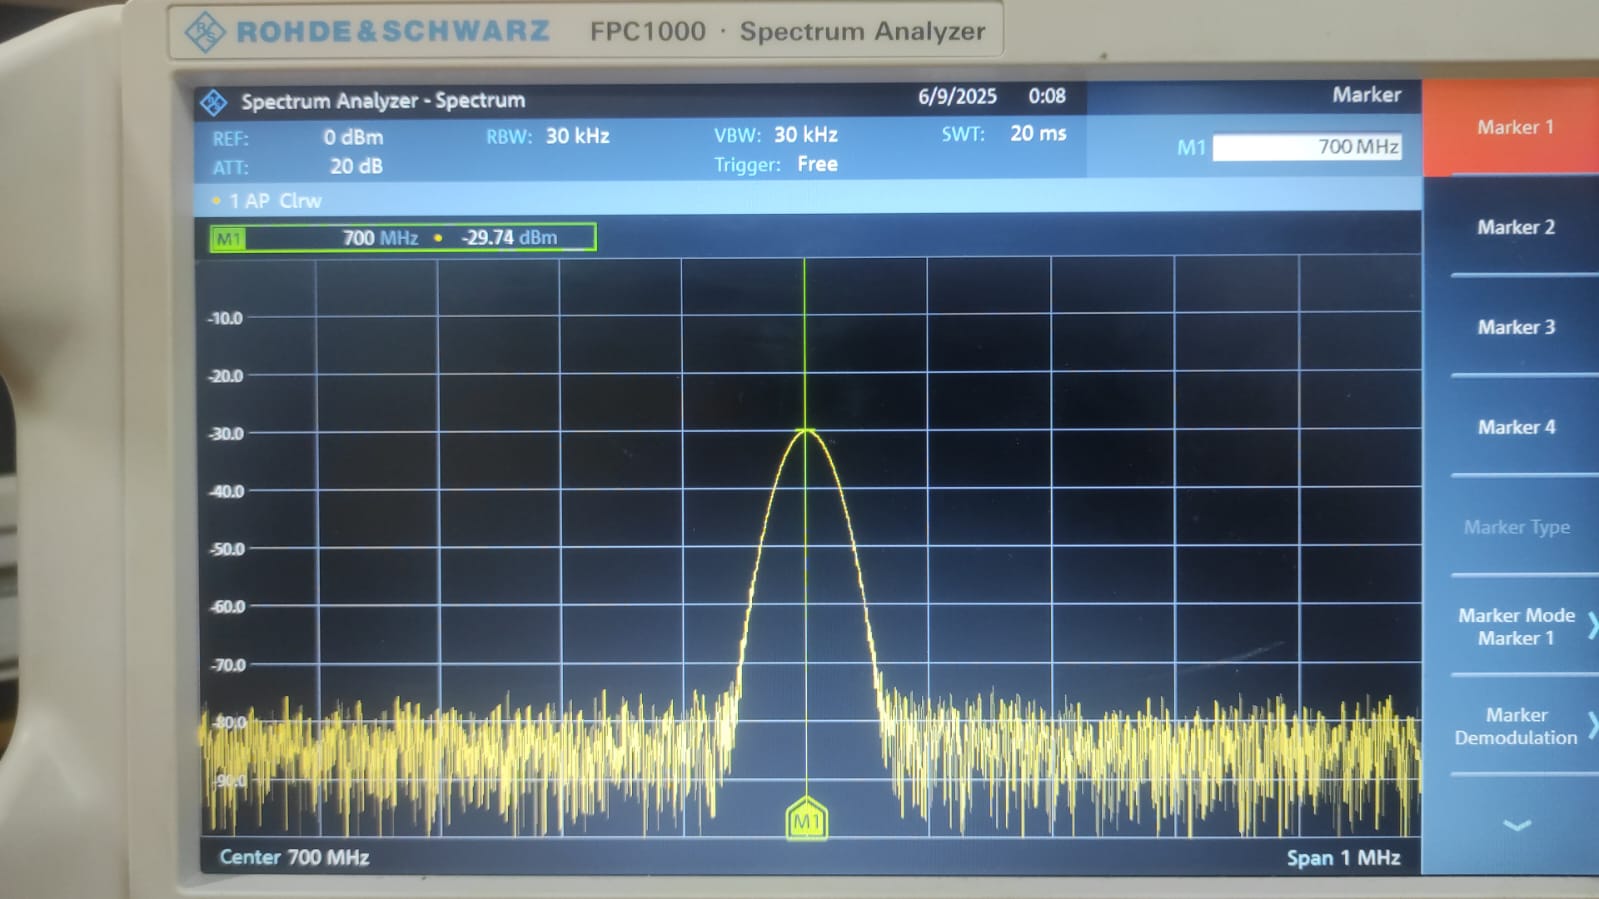 ROHDE & SCHWARZ FPC1000 · Spectrum Analyzer
Spectrum Analyzer - Spectrum 6/9/2025 0:08 Marker
REF: 0 dBm RBW: 30 kHz VBW: 30 kHz SWT: 20 ms
ATT: 20 dB Trigger: Free
M1 700 MHz
1 AP Clrw
M1 700 MHz • -29.74 dBm
-10.0
-20.0
-30.0
-40.0
-50.0
-60.0
-70.0
-80.0
-90.0
M1
Center 700 MHz Span 1 MHz
Marker 1
Marker 2
Marker 3
Marker 4
Marker Type
Marker Mode
Marker 1
Marker
Demodulation